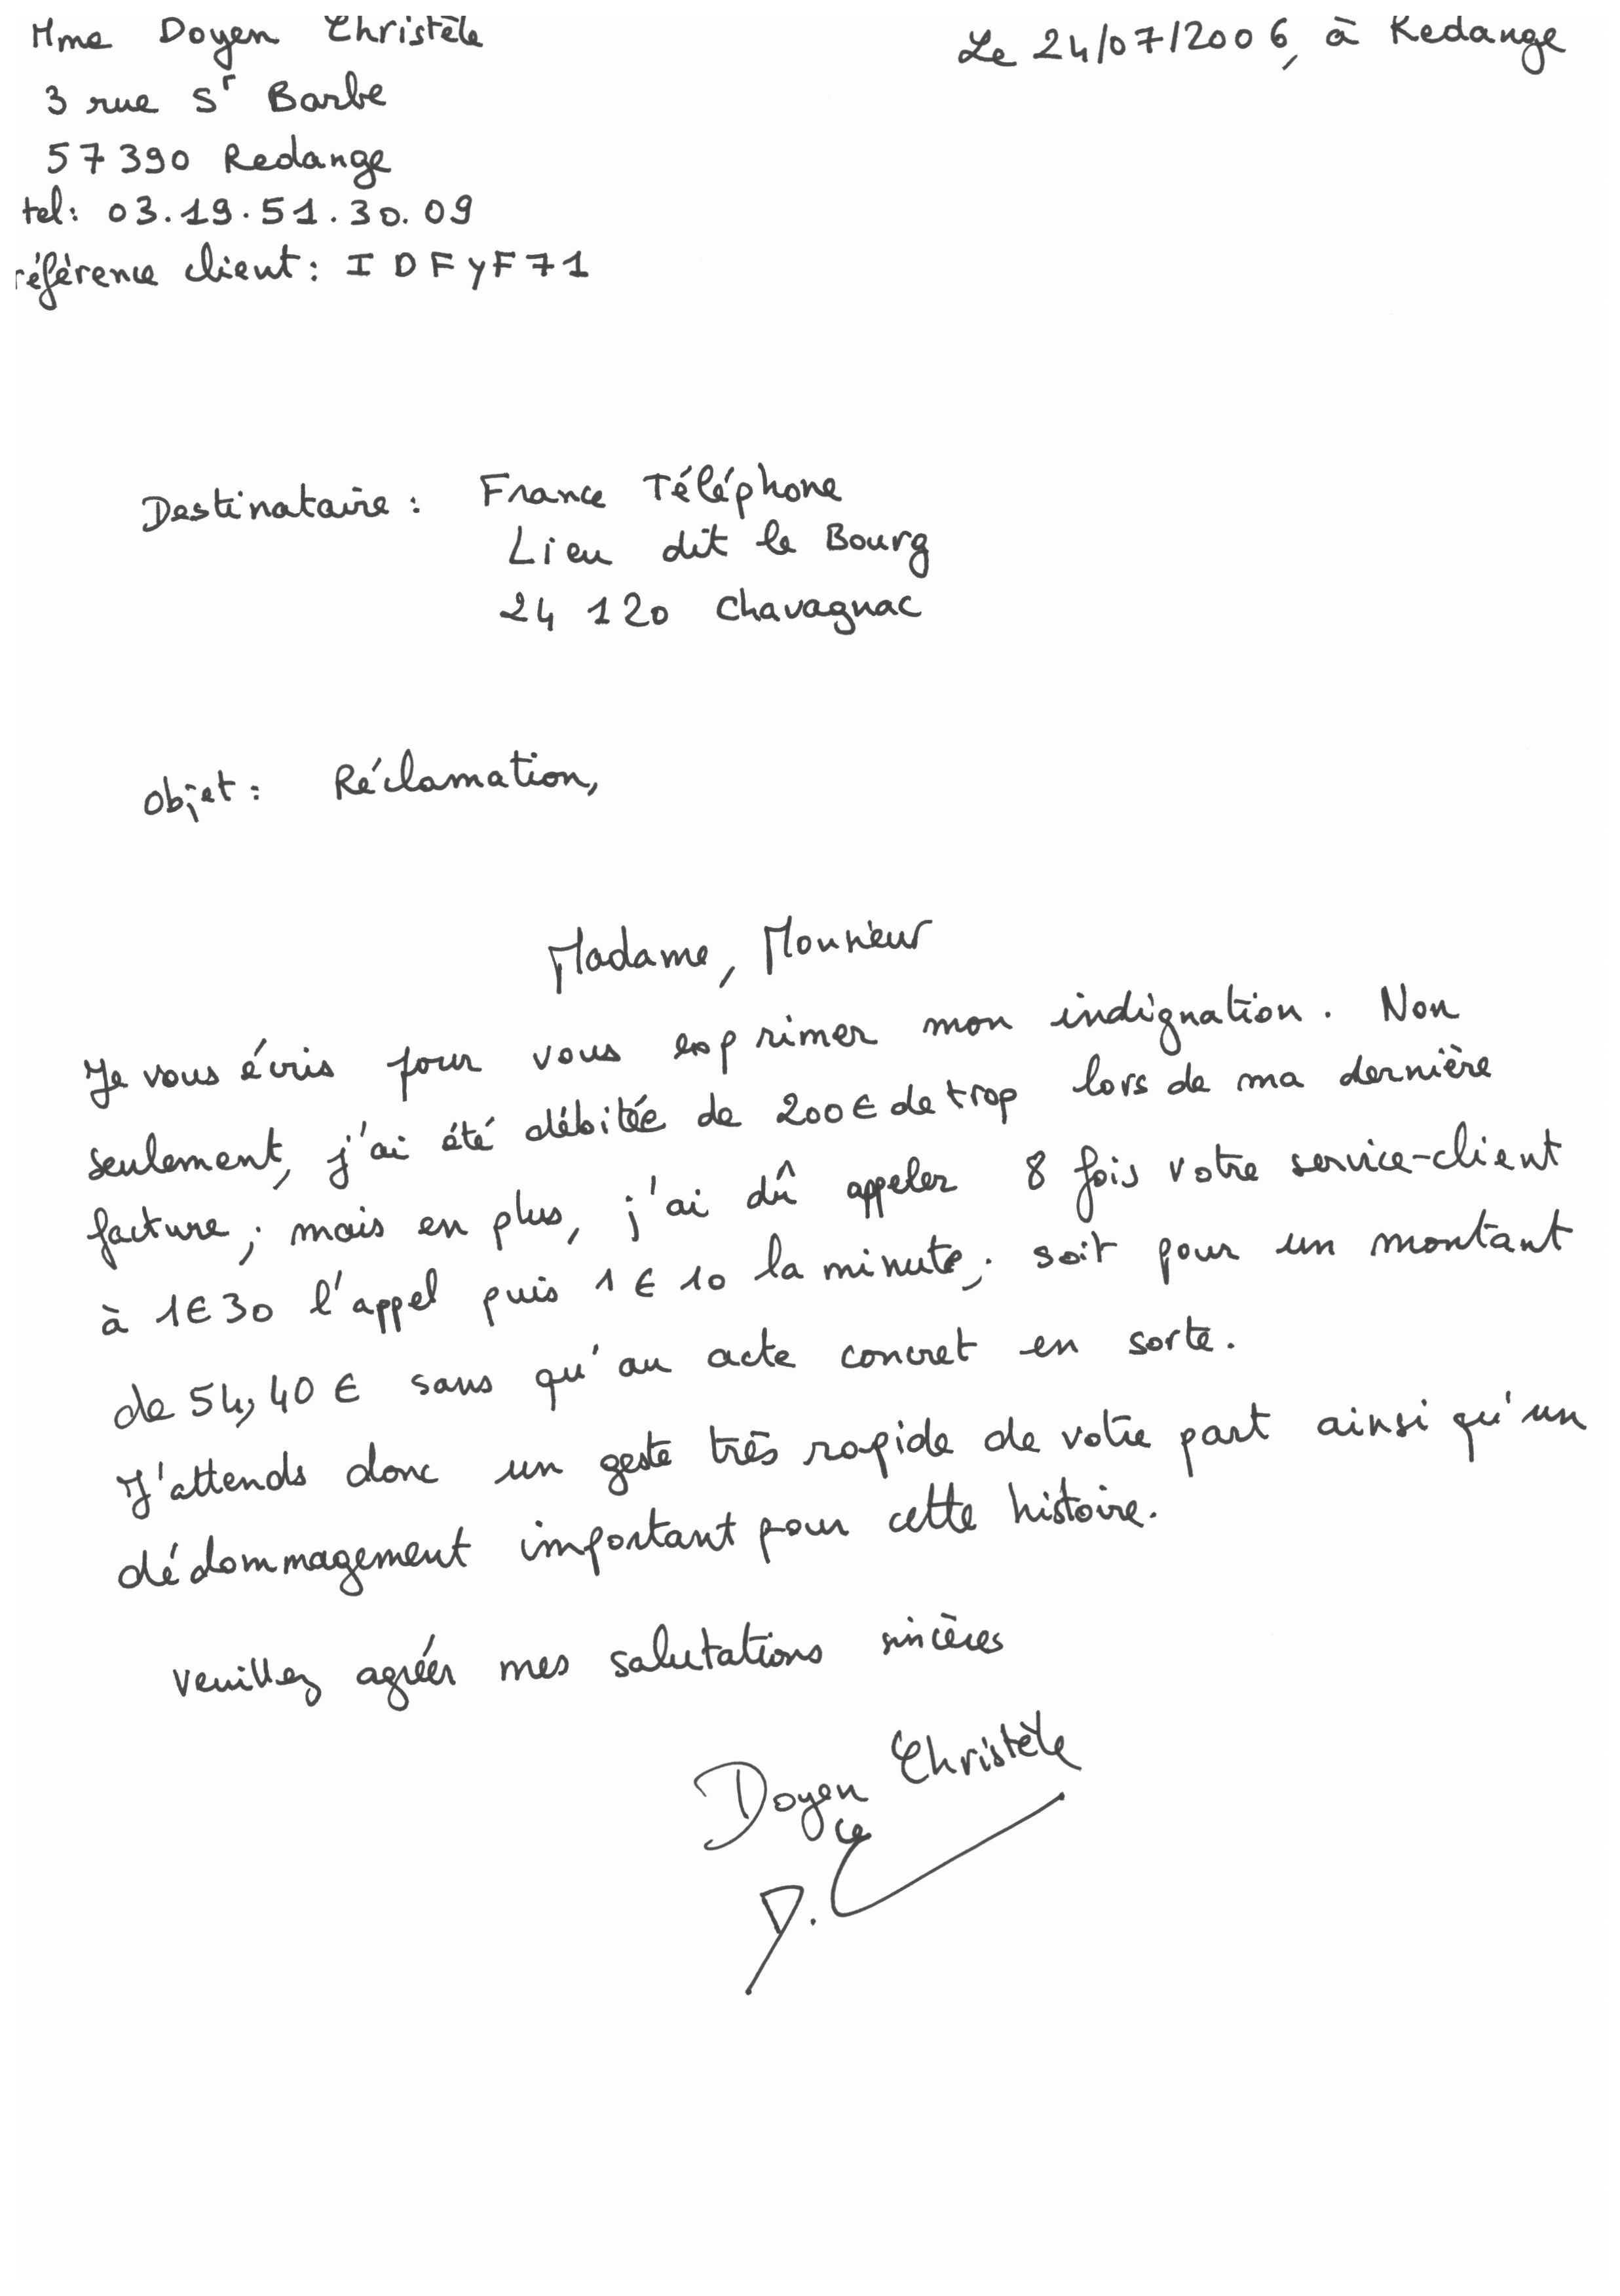 Mme Doyen Christèle
Le 24/07/2006, à Redange
3 rue St Barbe
57390 Redange
tel: 03.19.51.30.09
référence client: IDFYF71
Destinataire: France Téléphone
Lieu dit le Bourg
24 120 Chavagnac
Objet: Réclamation,
Madame, Monsieur
Je vous écris pour vous exprimer mon indignation. Non
seulement, j'ai été débitée de 200€ de trop lors de ma dernière
facture; mais en plus, j'ai dû appeler 8 fois votre service-client
à 1€30 l'appel puis 1€10 la minute; soit pour un montant
de 54,40€ sans qu'au acte concret en sorte.
J'attends donc un geste très rapide de votre part ainsi qu'un
dédommagement important pour cette histoire.
Veuillez agréér mes salutations sincères
Doyen Christèle
D.